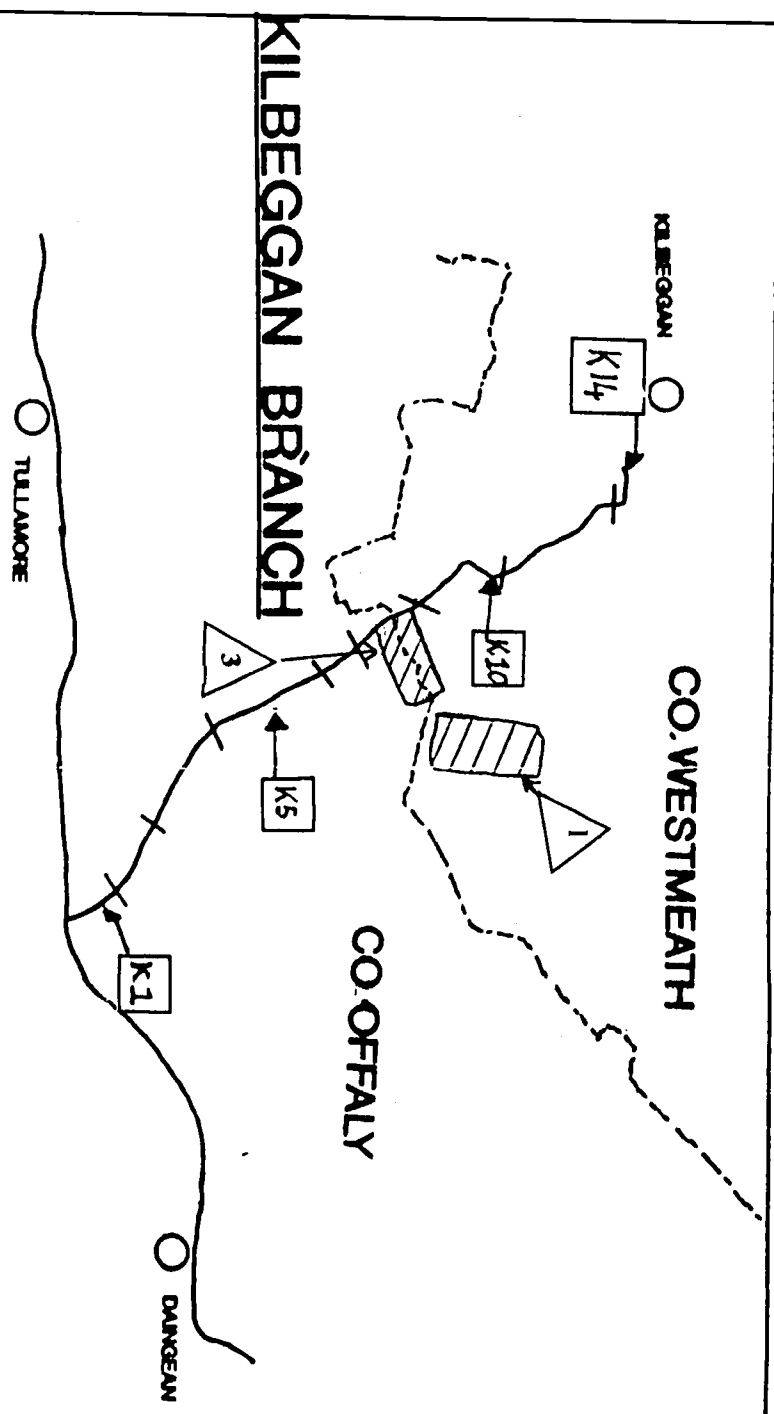 KILBEGGAN
CO. WESTMEATH
K14
1
K10
CO. OFFALY
KILBEGGAN BRANCH
K5
3
K1
DAINGEAN
TULLAMORE